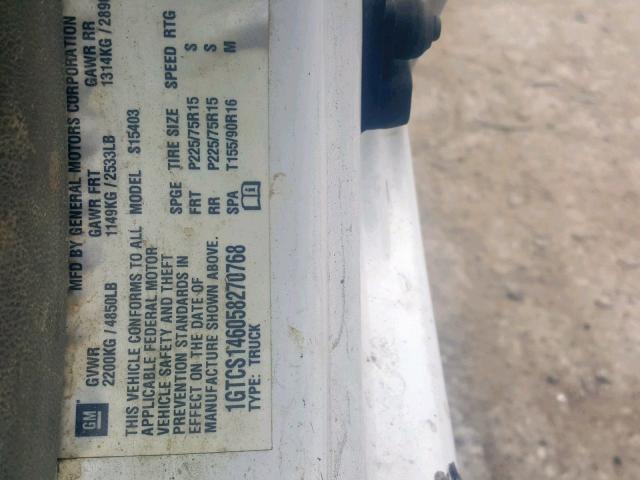 GM
MFD BY GENERAL MOTORS CORPORATION
GVWR GAWR FRT GAWR RR
2200KG/4850LB 1149KG/2533LB 1314KG/
THIS VEHICLE CONFORMS TO ALL
APPLICABLE FEDERAL MOTOR
VEHICLE SAFETY AND THEFT
PREVENTION STANDARDS IN
EFFECT ON THE DATE OF
MANUFACTURE SHOWN ABOVE.
1GTCS146058270768
TYPE: TRUCK
MODEL S15403
SPGE TIRE SIZE SPEED RTG
FRT P225/75R15 S
RR P225/75R15 S
SPA T155/90R16 M